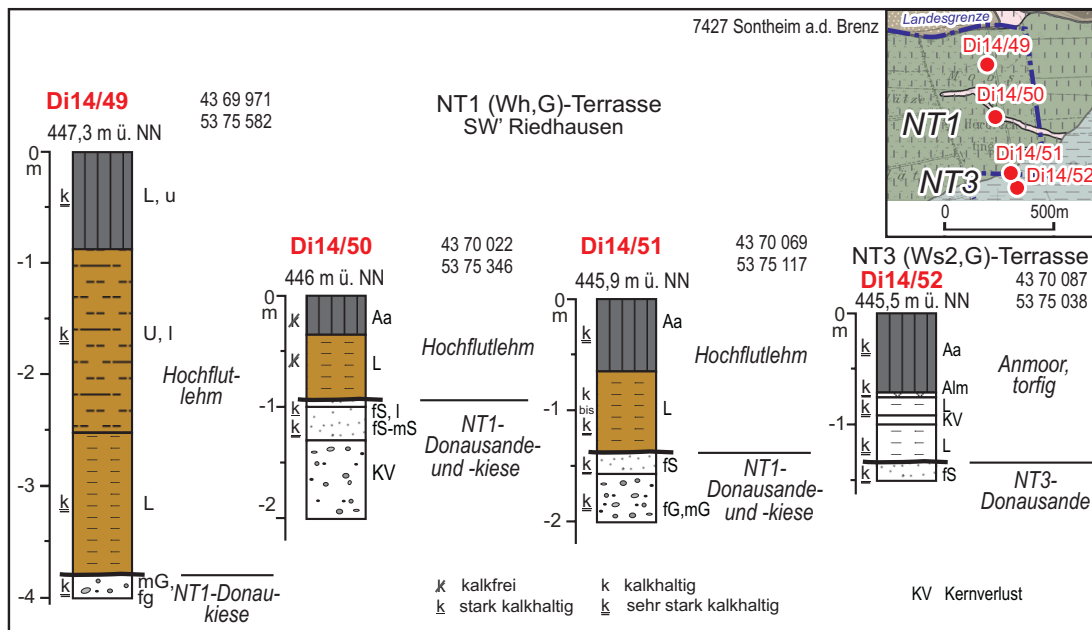 7427 Sontheim a.d. Brenz
Landesgrenze
Di14/49
Di14/50
NT1
Di14/51
Di14/52
NT3
0 500m
NT1 (Wh,G)-Terrasse
SW' Riedhausen
Di14/49
43 69 971
53 75 582
447,3 m ü. NN
0
m
-1
-2
-3
-4
k
L, u
k
U, l
k
L
k
mG,
fg
Hochflut-
lehm
NT1-Donau-
kiese
Di14/50
43 70 022
53 75 346
446 m ü. NN
0
m
-1
-2
k
Aa
k
L
k
fS, l
k
fS-mS
KV
Hochflutlehm
NT1-
Donausande-
und -kiese
Di14/51
43 70 069
53 75 117
445,9 m ü. NN
0
m
-1
-2
k
Aa
k
bis
k
L
k
fS
k
fG,mG
Hochflutlehm
NT1-
Donausande-
und -kiese
NT3 (Ws2,G)-Terrasse
Di14/52
43 70 087
53 75 038
445,5 m ü. NN
0
m
-1
k
Aa
k
Alm
k
L
KV
k
L
k
fS
Anmoor,
torfig
NT3-
Donausande
k kalkfrei
k kalkhaltig
k stark kalkhaltig
k sehr stark kalkhaltig
KV Kernverlust